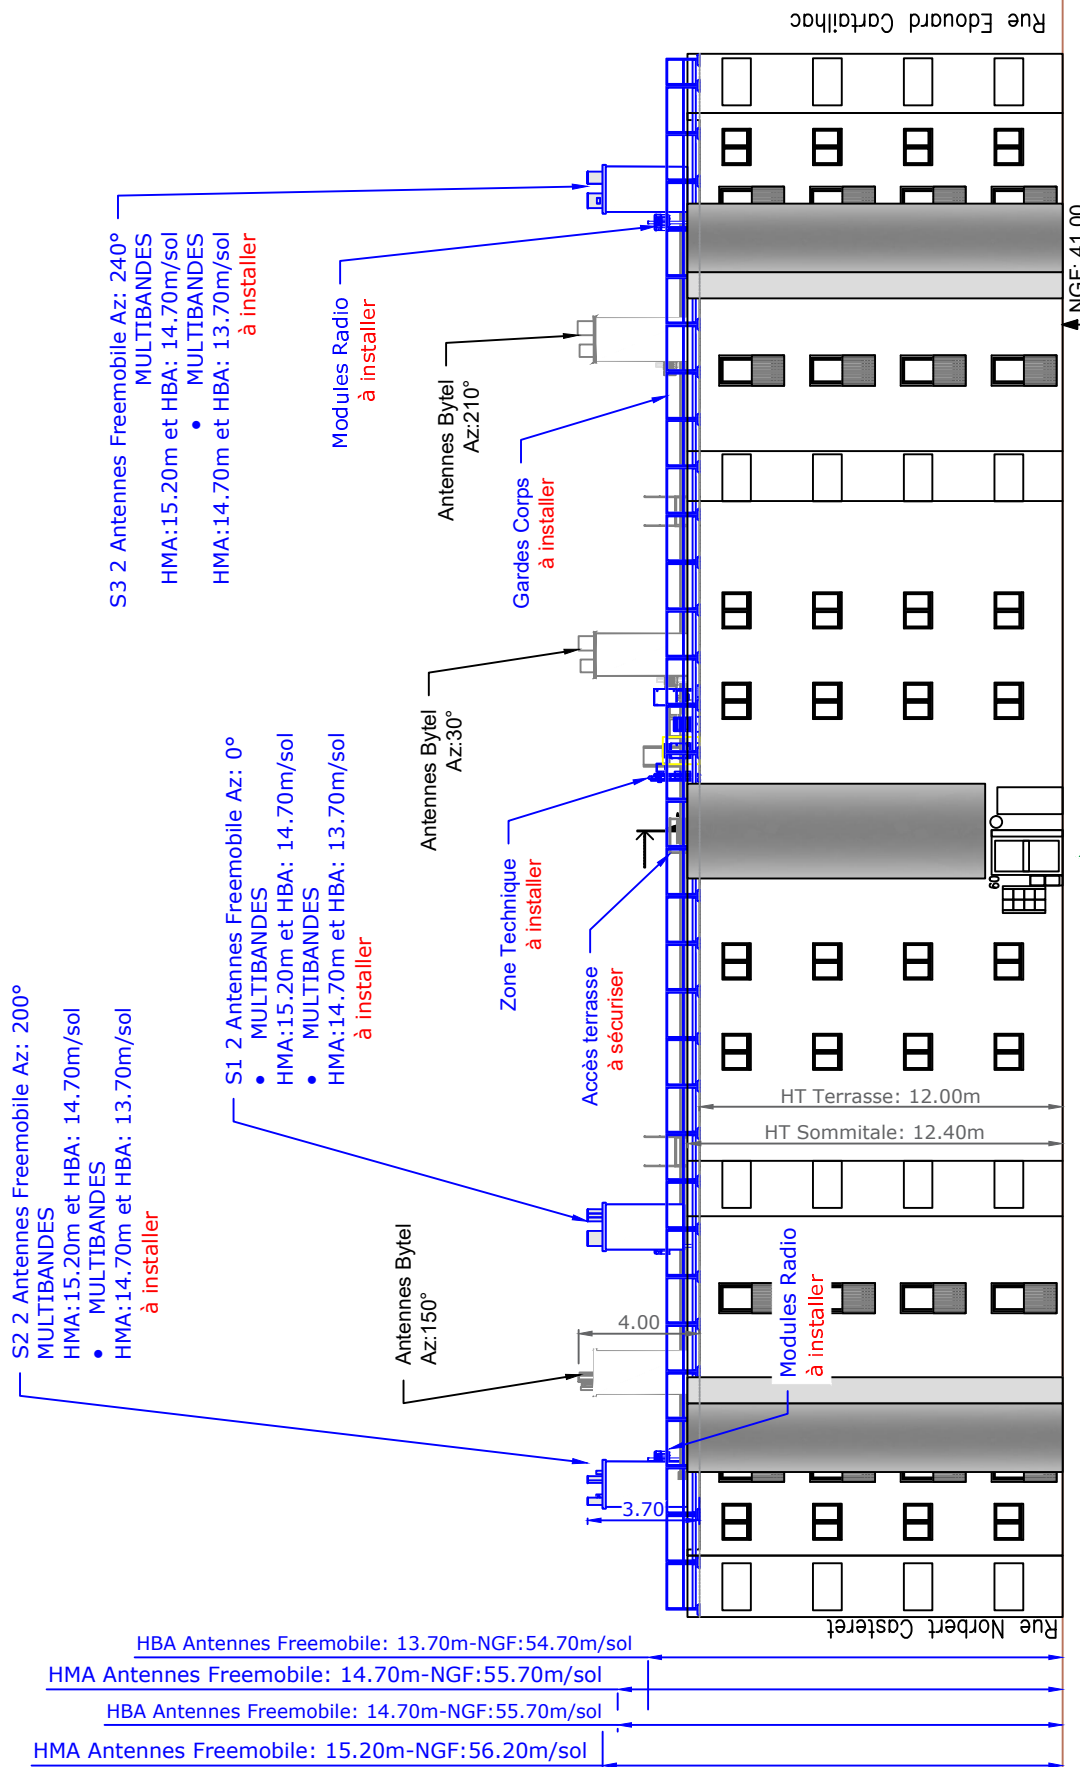 S2 2 Antennes Freemobile Az: 200°
MULTIBANDES
HMA:15.20m et HBA: 14.70m/sol
• MULTIBANDES
HMA:14.70m et HBA: 13.70m/sol
à installer
S1 2 Antennes Freemobile Az: 0°
• MULTIBANDES
HMA:15.20m et HBA: 14.70m/sol
• MULTIBANDES
HMA:14.70m et HBA: 13.70m/sol
à installer
S3 2 Antennes Freemobile Az: 240°
MULTIBANDES
HMA:15.20m et HBA: 14.70m/sol
• MULTIBANDES
HMA:14.70m et HBA: 13.70m/sol
à installer
Modules Radio
à installer
Antennes Bytel
Az:210°
Gardes Corps
à installer
Antennes Bytel
Az:30°
Zone Technique
à installer
Accès terrasse
à sécuriser
Antennes Bytel
Az:150°
Modules Radio
à installer
4.00
3.70
HT Terrasse: 12.00m
HT Sommitale: 12.40m
60
NGF: 41.00
Rue Edouard Cartailhac
Rue Norbert Casteret
HBA Antennes Freemobile: 13.70m-NGF:54.70m/sol
HMA Antennes Freemobile: 14.70m-NGF:55.70m/sol
HBA Antennes Freemobile: 14.70m-NGF:55.70m/sol
HMA Antennes Freemobile: 15.20m-NGF:56.20m/sol